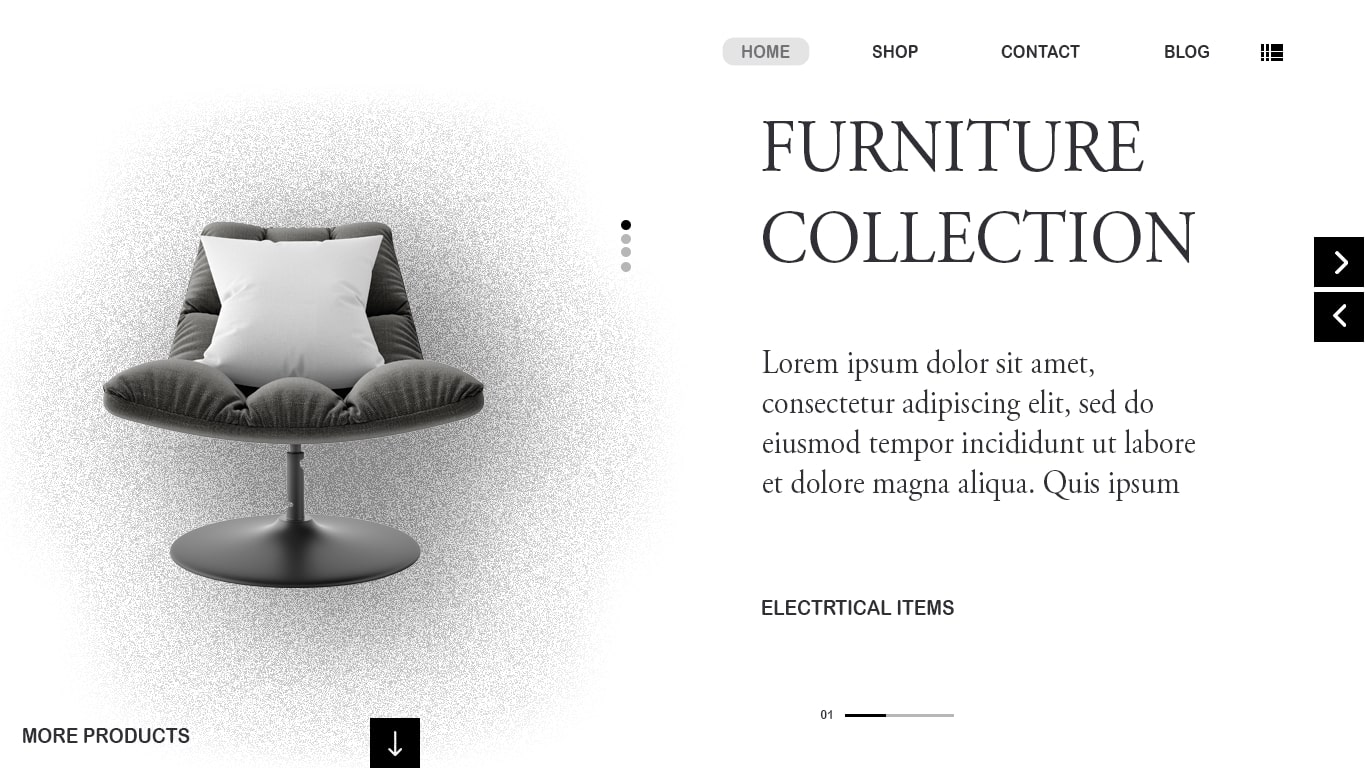 HOME SHOP CONTACT BLOG
FURNITURE
COLLECTION
Lorem ipsum dolor sit amet,
consectetur adipiscing elit, sed do
eiusmod tempor incididunt ut labore
et dolore magna aliqua. Quis ipsum
ELECTRTICAL ITEMS
01
MORE PRODUCTS